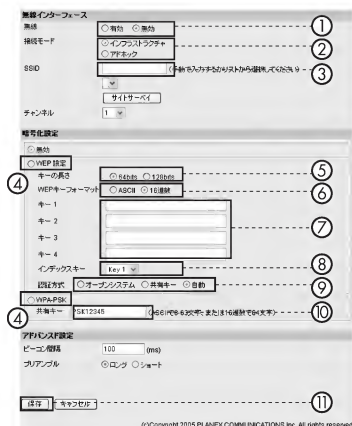 無線インターフェース
無線 有効 無効 ①
接続モード インフラストラクチャ ②
アドホック
SSID (手動で入力するかリストから選択してください) ③
サイトサーベイ
チャンネル 1
暗号化設定
無効
WEP 設定
④ キーの長さ 64bits 128bits ⑤
WEPキーフォーマット ASCII 16進数 ⑥
キー 1
キー 2 ⑦
キー 3
キー 4
インデックスキー Key 1 ⑧
認証方式 オープンシステム 共有キー 自動 ⑨
WPA-PSK
④ 共有キー PSK12345 8-63文字; または16進数で64文字) ⑩
アドバンスド設定
ビーコン間隔 100 (ms)
プリアンブル ロング ショート
保存 キャンセル ⑪
(c)Copyright 2005 PLANEX COMMUNICATIONS Inc. All rights reserved